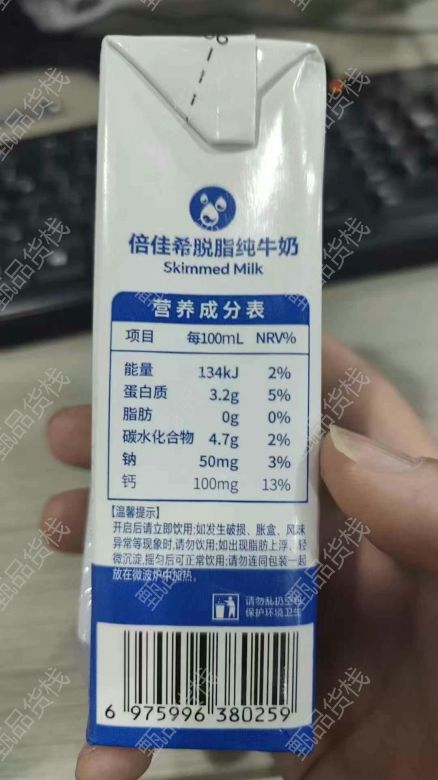 倍佳希脱脂纯牛奶
Skimmed Milk
营养成分表
项目 每100mL NRV%
能量 134kJ 2%
蛋白质 3.2g 5%
脂肪 0g 0%
碳水化合物 4.7g 2%
钠 50mg 3%
钙 100mg 13%
【温馨提示】
开启后请立即饮用;如发生破损、胀盒、风味
异常等现象时,请勿饮用;如出现脂肪上浮、轻
微沉淀,摇匀后可正常饮用;请勿连同包装一起
放在微波炉中加热。
请勿乱扔空包
保护环境卫生
6 975996 380259
甄品货栈